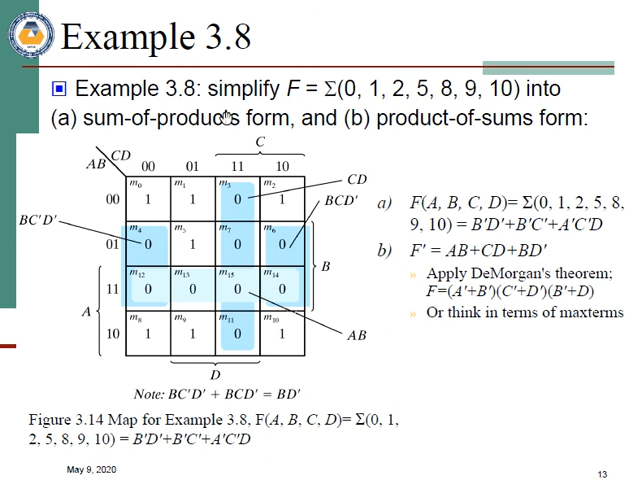 Example 3.8
Example 3.8: simplify F = Σ(0, 1, 2, 5, 8, 9, 10) into
(a) sum-of-products form, and (b) product-of-sums form:
C
CD
AB
00 01 11 10
00 m0 1 m1 1 m3 0 m2 1
01 m4 0 m5 1 m7 0 m6 0
11 m12 0 m13 0 m15 0 m14 0
10 m8 1 m9 1 m11 0 m10 1
CD
BCD'
BC'D'
B
A
AB
D
Note: BC'D' + BCD' = BD'
Figure 3.14 Map for Example 3.8, F(A, B, C, D)= Σ(0, 1,
2, 5, 8, 9, 10) = B'D'+B'C'+A'C'D
a) F(A, B, C, D)= Σ(0, 1, 2, 5, 8,
9, 10) = B'D'+B'C'+A'C'D
b) F' = AB+CD+BD'
» Apply DeMorgan's theorem;
F=(A'+B')(C'+D')(B'+D)
» Or think in terms of maxterms
May 9, 2020
13